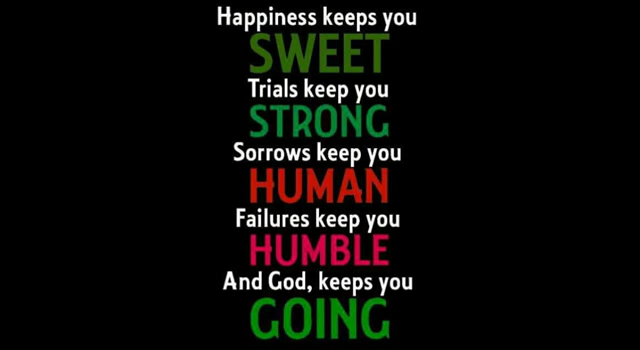 Happiness keeps you
SWEET
Trials keep you
STRONG
Sorrows keep you
HUMAN
Failures keep you
HUMBLE
And God, keeps you
GOING